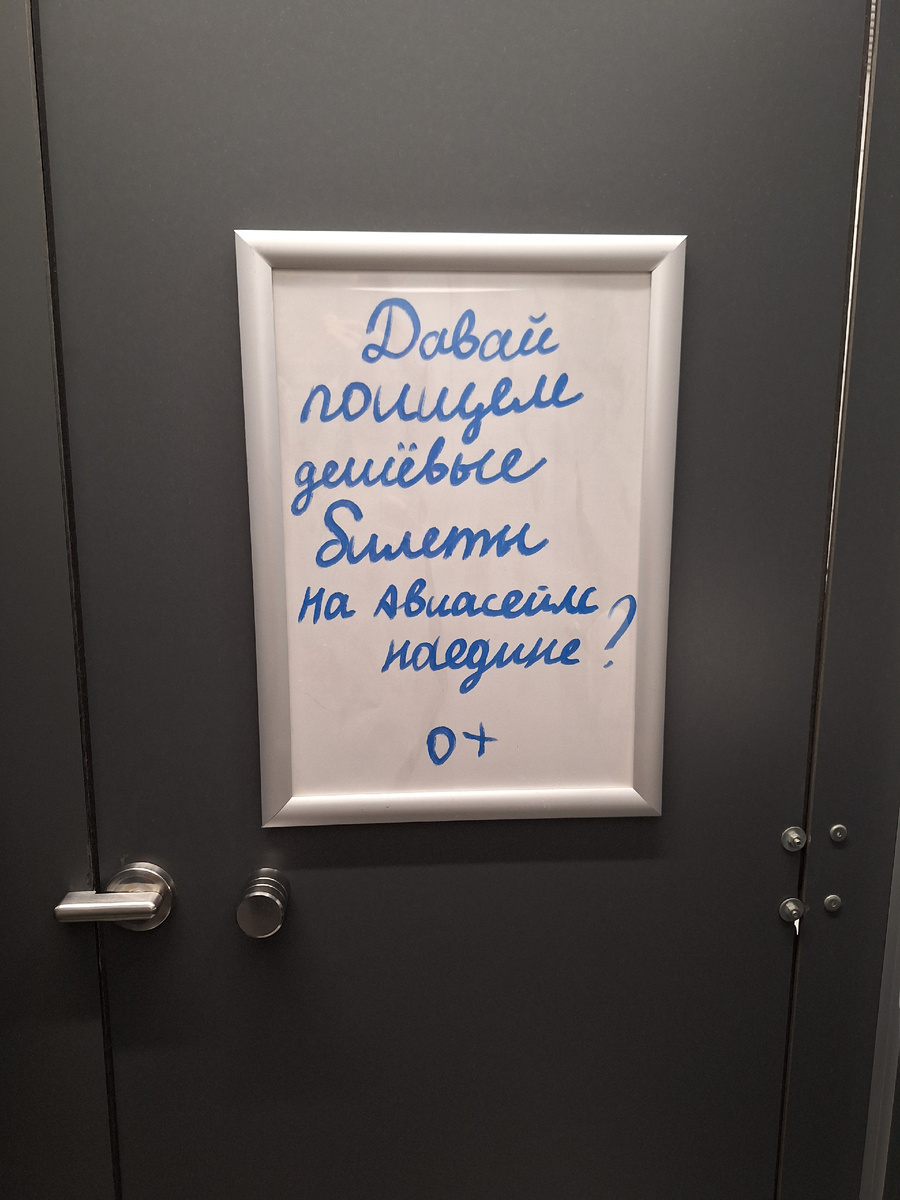 Давай
поищем
дешёвые
билеты
на Авиасейлс
наедине?
0+